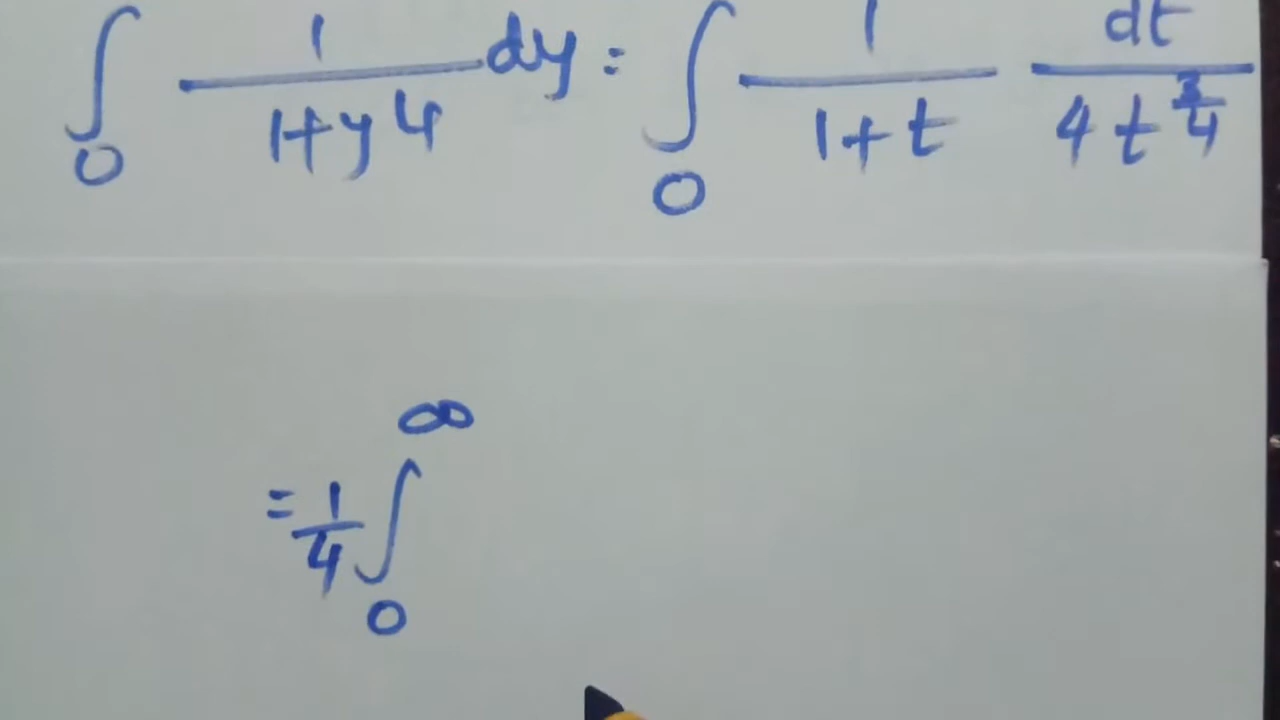 ∫₀ 1/(1+y4) dy = ∫₀ 1/(1+t) dt/(4t^(3/4))
= 1/4 ∫₀^∞